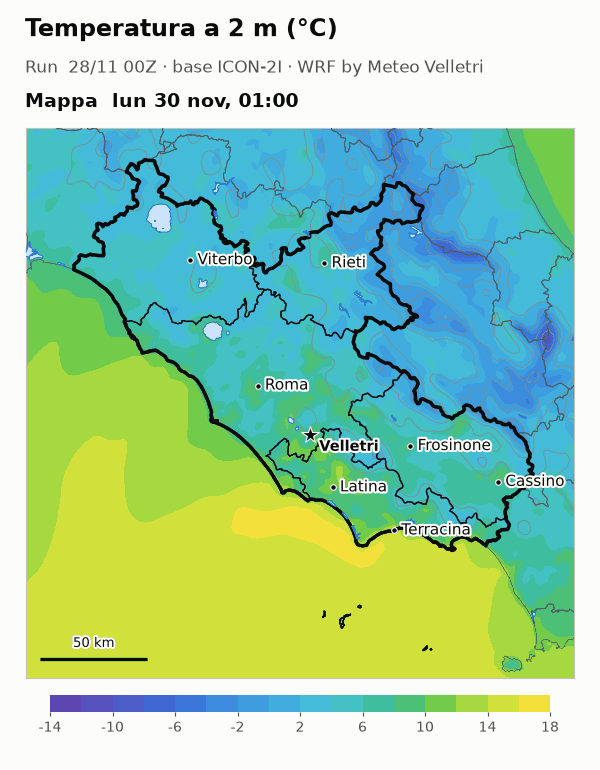 Temperatura a 2 m (°C)
Run  28/11 00Z · base ICON-2I · WRF by Meteo Velletri
Mappa  lun 30 nov, 01:00
Viterbo
Rieti
Roma
Velletri
Frosinone
Latina
Cassino
Terracina
50 km
-14 -10 -6 -2 2 6 10 14 18